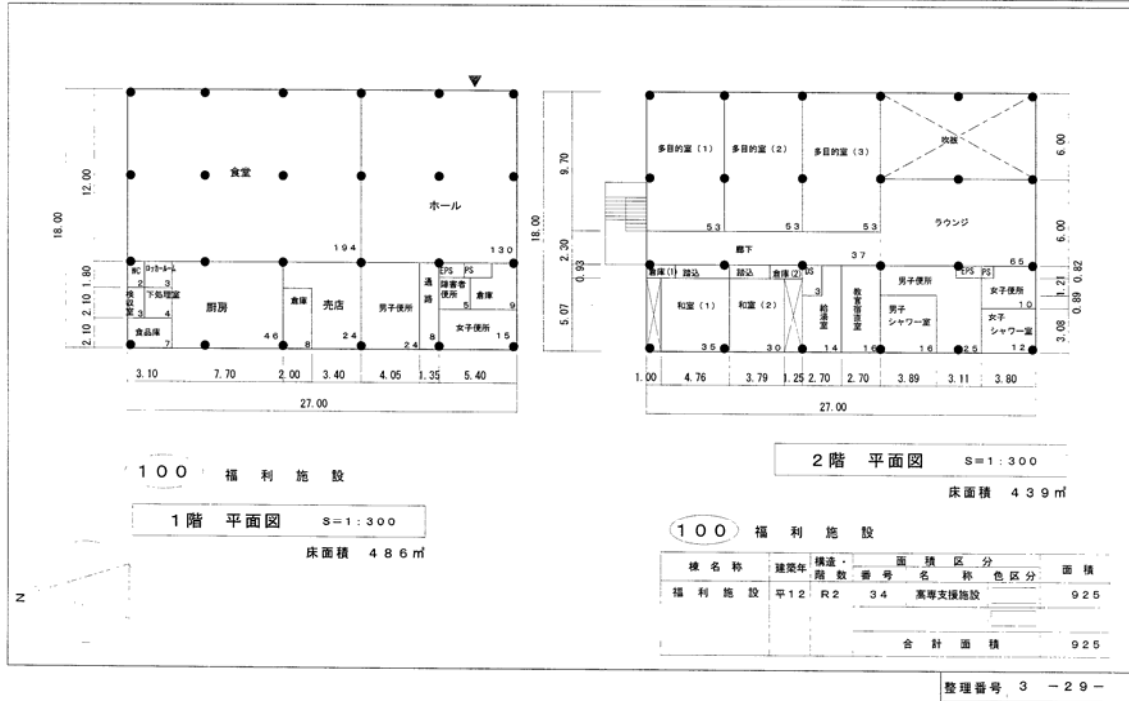 食堂
194
ホール
130
18.00
12.00
1.80
2.10
2.10
WC
2
ロッカールーム
3
検収室
3
下処理室
4
食品庫
7
厨房
46
倉庫
8
売店
24
男子便所
24
通路
8
EPS
PS
障害者便所
5
倉庫
9
女子便所
15
3.10
7.70
2.00
3.40
4.05
1.35
5.40
27.00
100 福利施設
1階 平面図 S=1:300
床面積 486㎡
18.00
9.70
2.30
0.93
5.07
多目的室(1)
53
多目的室(2)
53
多目的室(3)
53
吹抜
ラウンジ
65
廊下
37
倉庫(1)
踏込
踏込
倉庫(2)
DS
3
和室(1)
35
和室(2)
30
給湯室
14
教官宿直室
16
男子便所
25
男子シャワー室
16
EPS
PS
女子便所
10
女子シャワー室
12
6.00
6.00
0.82
1.21
0.89
3.08
1.00
4.76
3.79
1.25
2.70
2.70
3.89
3.11
3.80
27.00
2階 平面図 S=1:300
床面積 439㎡
100 福利施設
棟名称 建築年 構造・階数 面積区分 面積
番号 名称 色区分
福利施設 平12 R2 34 高専支援施設 925
合計面積 925
N
整理番号 3 -29-